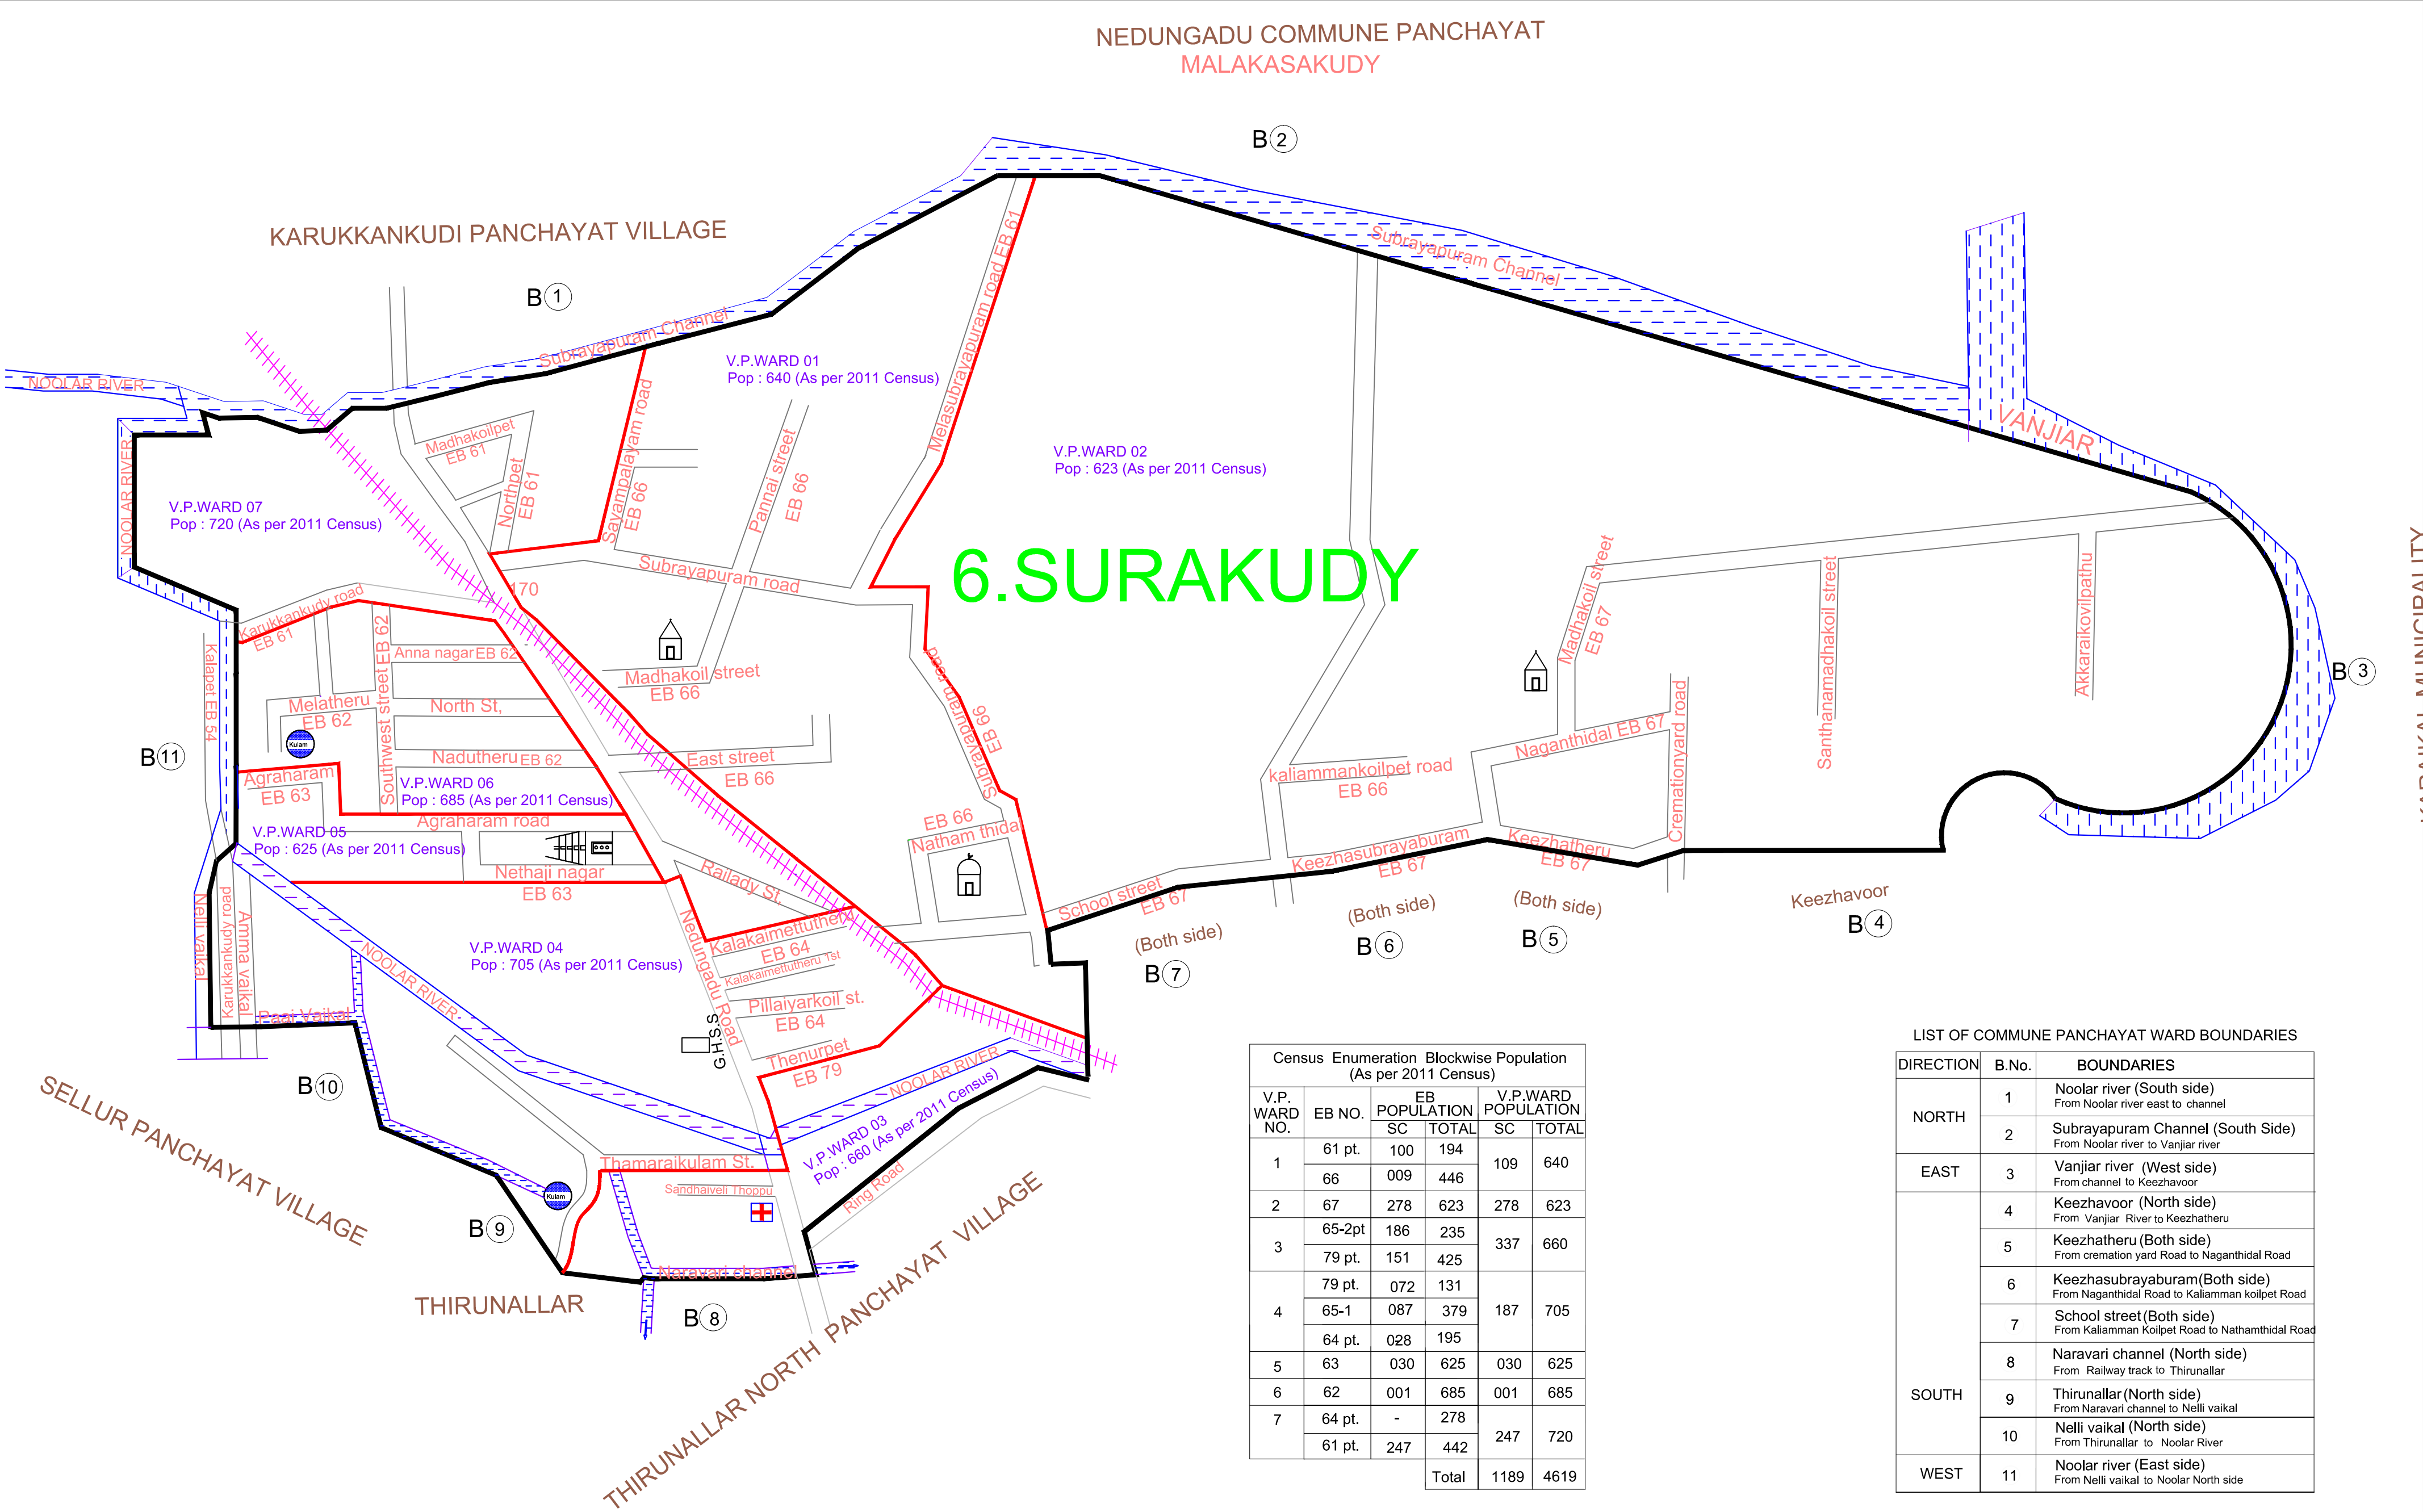 NEDUNGADU COMMUNE PANCHAYAT
MALAKASAKUDY
B 2
KARUKKANKUDI PANCHAYAT VILLAGE
B 1
Subrayapuram Channel
Subrayapuram Channel
NOOLAR RIVER
NOOLAR RIVER
VANJIAR
KARAIKAL MUNICIPALITY
B 3
V.P.WARD 01
Pop : 640 (As per 2011 Census)
V.P.WARD 02
Pop : 623 (As per 2011 Census)
V.P.WARD 07
Pop : 720 (As per 2011 Census)
6.SURAKUDY
Melasubrayapuram road EB 61
Madhakoilpet
EB 61
Northpet
EB 61
Sayampalayam road
EB 66
Pannai street
EB 66
Subrayapuram road
170
Karukkankudy road
EB 61
Kalapet EB 54
Anna nagar EB 62
Southwest street EB 62
Melatheru
EB 62
North St,
Kulam
Nadutheru EB 62
Agraharam
EB 63
V.P.WARD 06
Pop : 685 (As per 2011 Census)
Agraharam road
V.P.WARD 05
Pop : 625 (As per 2011 Census)
Nethaji nagar
EB 63
B 11
Madhakoil street
EB 66
East street
EB 66
Subrayapuram road
EB 66
EB 66
Natham thidal
Railady St.
Madhakoil street
EB 67
Santhanamadhakoil street
Akkaraikovilpathu
Naganthidal EB 67
Cremationyard road
kaliammankoilpet road
EB 66
Keezhasubrayaburam
EB 67
Keezhatheru
EB 67
School street
EB 67
(Both side)
B 7
(Both side)
B 6
(Both side)
B 5
Keezhavoor
B 4
Nelli vaikal
Karukkankudy road
Amma vaikal
Paai Vaikal
NOOLAR RIVER
V.P.WARD 04
Pop : 705 (As per 2011 Census)
Nedungadu Road
G.H.S.S
Kalakaimettutheru
EB 64
Kalakaimettutheru Tst
Pillaiyarkoil st.
EB 64
Thenurpet
EB 79
NOOLAR RIVER
V.P.WARD 03
Pop : 660 (As per 2011 Census)
Ring Road
Thamaraikulam St.
Sandhaiveli Thoppu
Kulam
Naravari channel
B 10
B 9
B 8
SELLUR PANCHAYAT VILLAGE
THIRUNALLAR
THIRUNALLAR NORTH PANCHAYAT VILLAGE
Census Enumeration Blockwise Population
(As per 2011 Census)
V.P. WARD NO. EB NO. EB POPULATION V.P.WARD POPULATION
SC TOTAL SC TOTAL
1 61 pt. 100 194 109 640
66 009 446
2 67 278 623 278 623
3 65-2pt 186 235 337 660
79 pt. 151 425
4 79 pt. 072 131 187 705
65-1 087 379
64 pt. 028 195
5 63 030 625 030 625
6 62 001 685 001 685
7 64 pt. - 278 247 720
61 pt. 247 442
Total 1189 4619
LIST OF COMMUNE PANCHAYAT WARD BOUNDARIES
DIRECTION B.No. BOUNDARIES
NORTH 1 Noolar river (South side)
From Noolar river east to channel
2 Subrayapuram Channel (South Side)
From Noolar river to Vanjiar river
EAST 3 Vanjiar river (West side)
From channel to Keezhavoor
SOUTH 4 Keezhavoor (North side)
From Vanjiar River to Keezhatheru
5 Keezhatheru (Both side)
From cremation yard Road to Naganthidal Road
6 Keezhasubrayaburam(Both side)
From Naganthidal Road to Kaliamman koilpet Road
7 School street (Both side)
From Kaliamman Koilpet Road to Nathamthidal Road
8 Naravari channel (North side)
From Railway track to Thirunallar
9 Thirunallar (North side)
From Naravari channel to Nelli vaikal
10 Nelli vaikal (North side)
From Thirunallar to Noolar River
WEST 11 Noolar river (East side)
From Nelli vaikal to Noolar North side